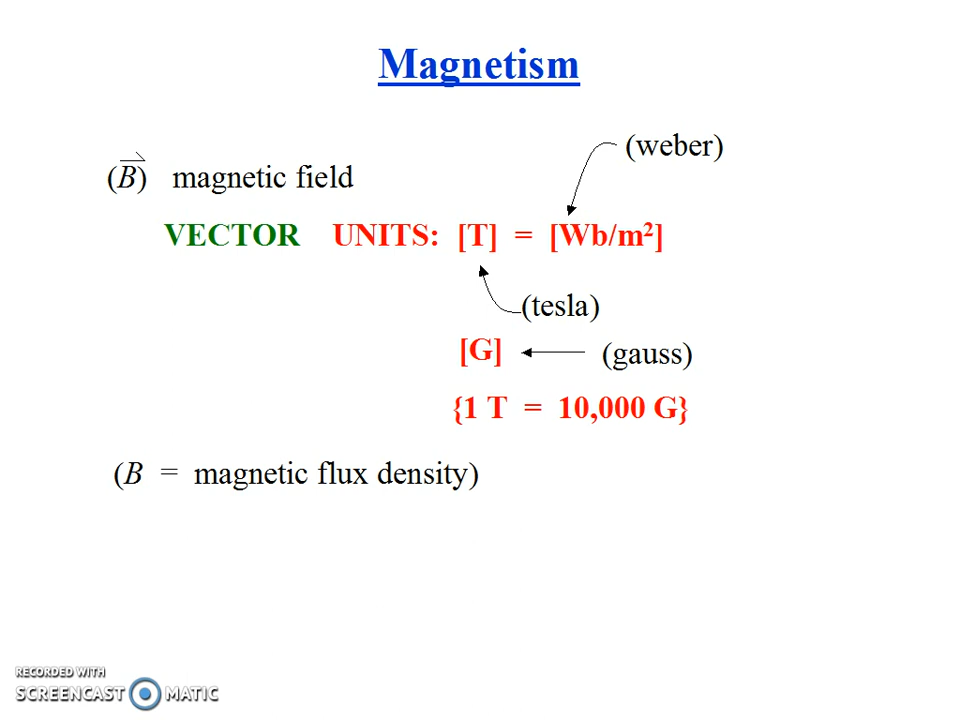 Magnetism
(weber)
(B) magnetic field
VECTOR UNITS: [T] = [Wb/m²]
(tesla)
[G] (gauss)
{1 T = 10,000 G}
(B = magnetic flux density)
RECORDED WITH
SCREENCAST MATIC